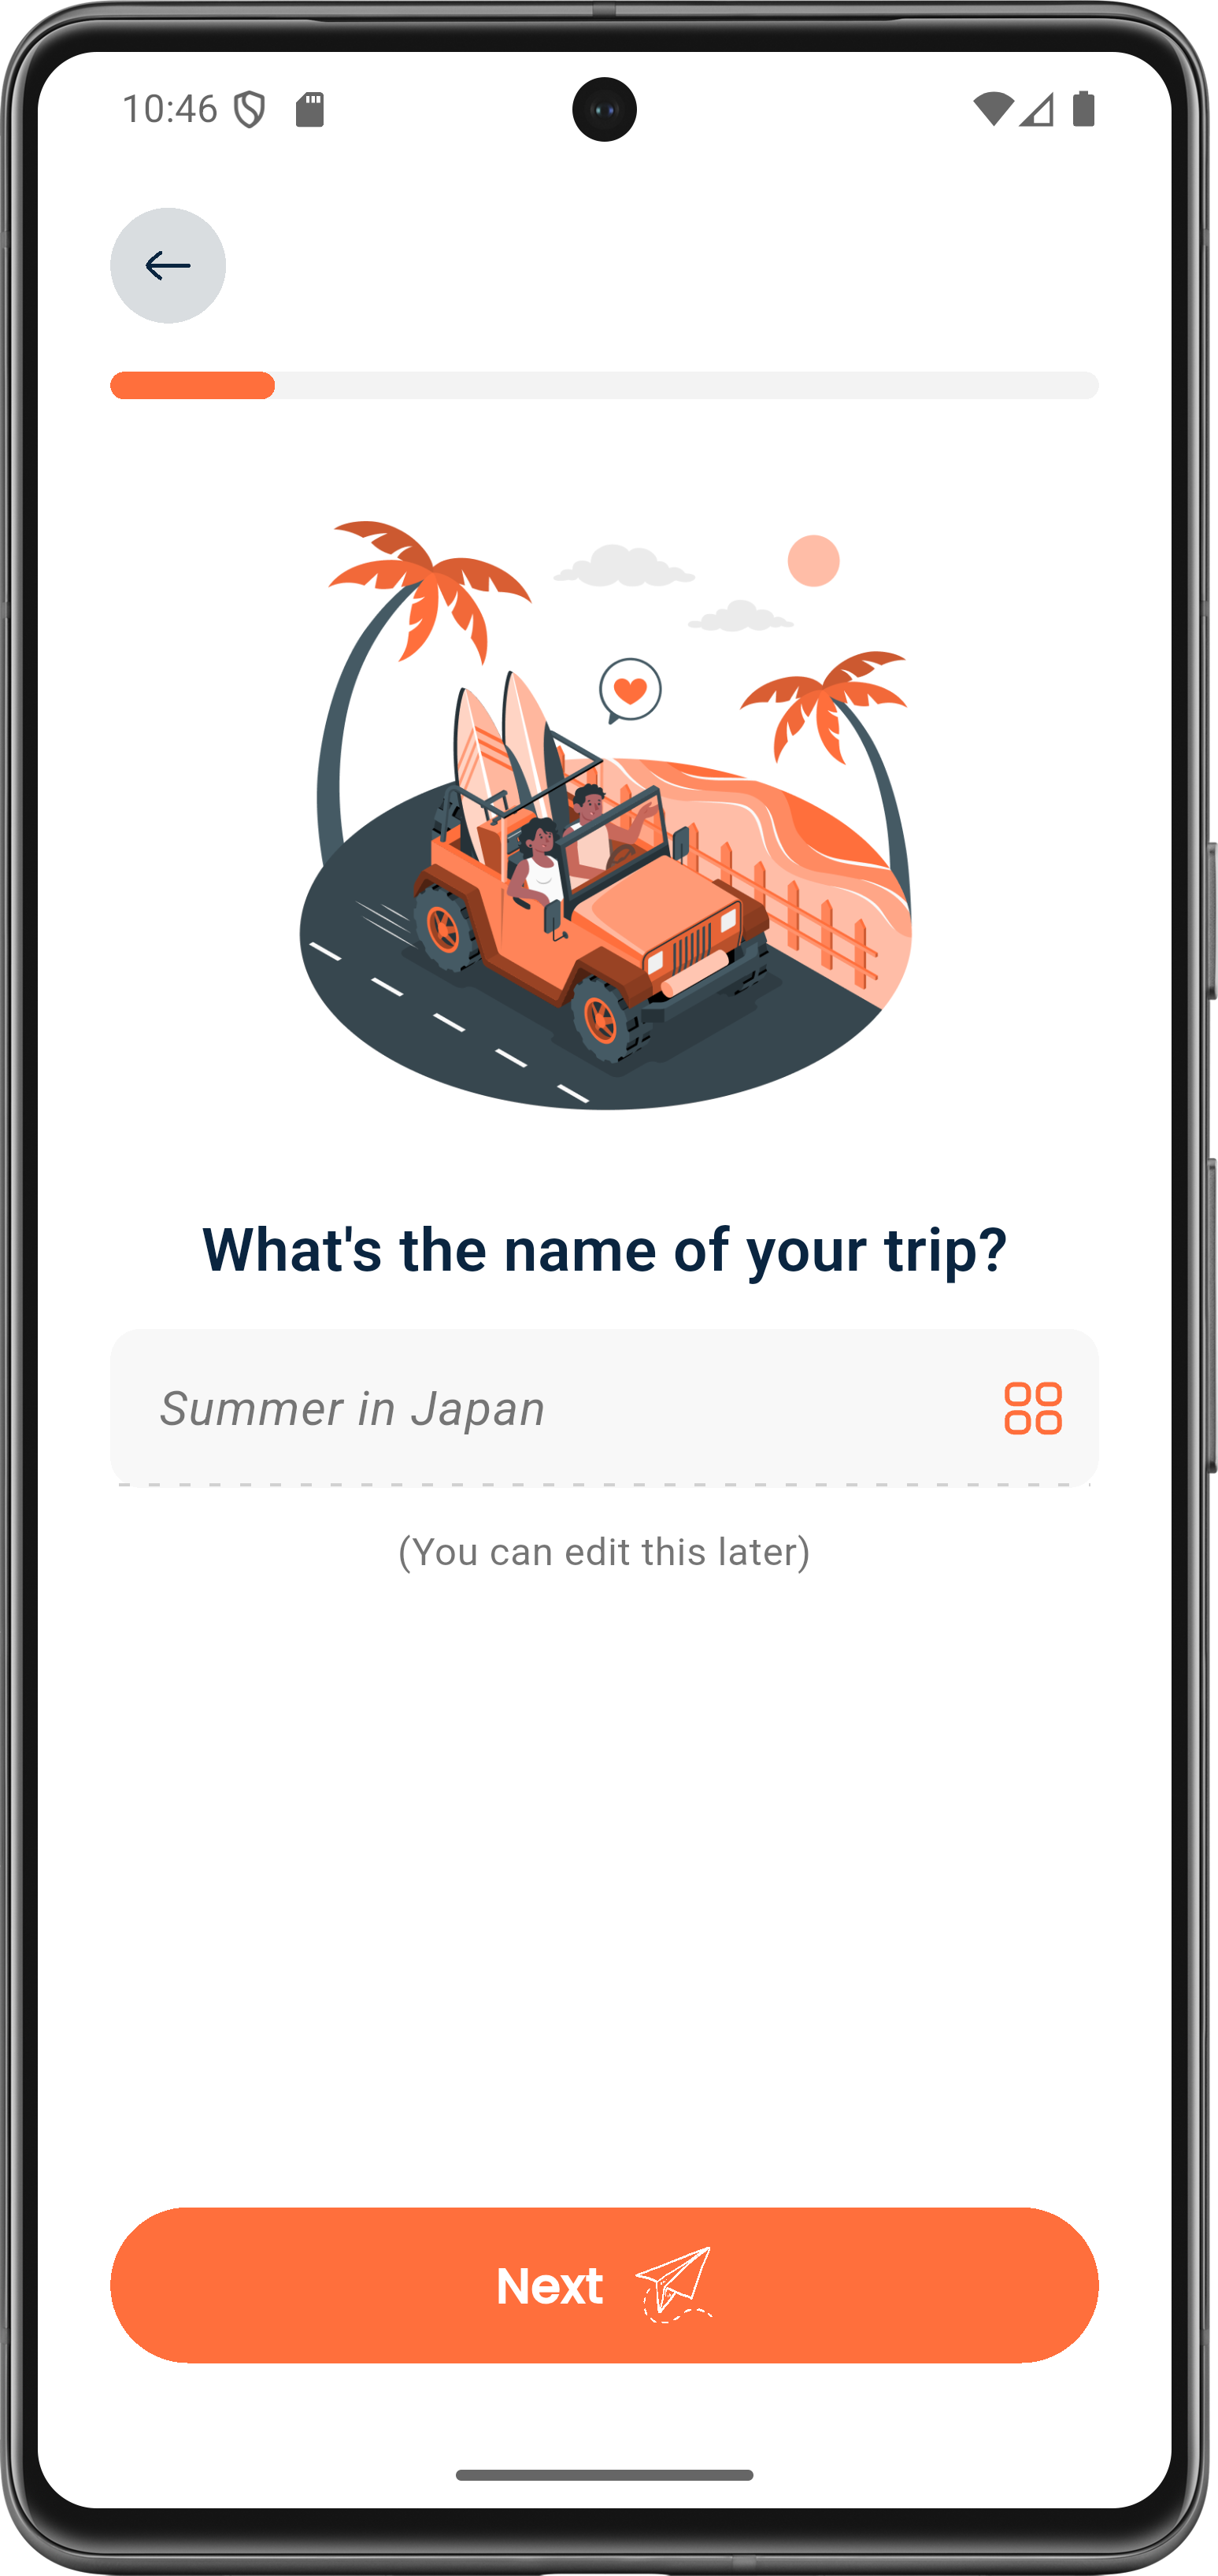 10:46
What's the name of your trip?
Summer in Japan
(You can edit this later)
Next